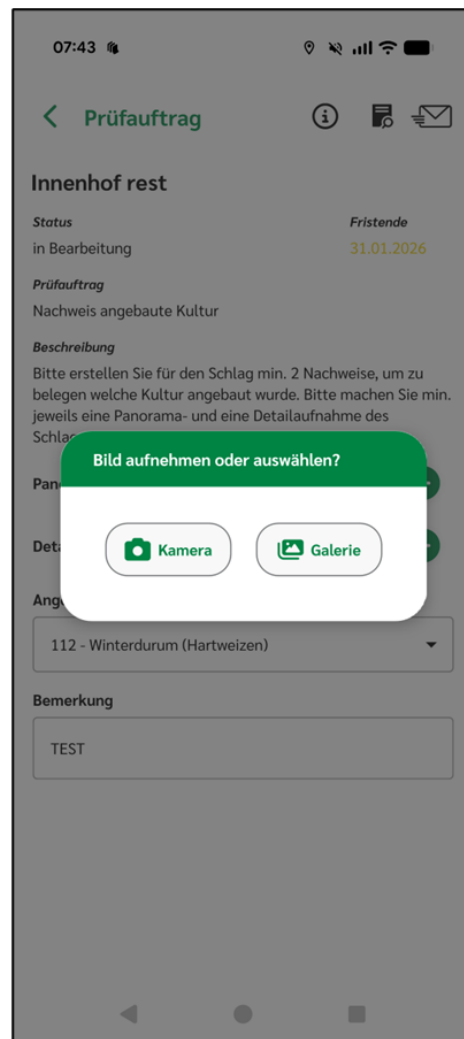 07:43
Prüfauftrag
Innenhof rest
Status Fristende
in Bearbeitung 31.01.2026
Prüfauftrag
Nachweis angebaute Kultur
Beschreibung
Bitte erstellen Sie für den Schlag min. 2 Nachweise, um zu
belegen welche Kultur angebaut wurde. Bitte machen Sie min.
jeweils eine Panorama- und eine Detailaufnahme des
Bild aufnehmen oder auswählen?
Kamera Galerie
112 - Winterdurum (Hartweizen)
Bemerkung
TEST